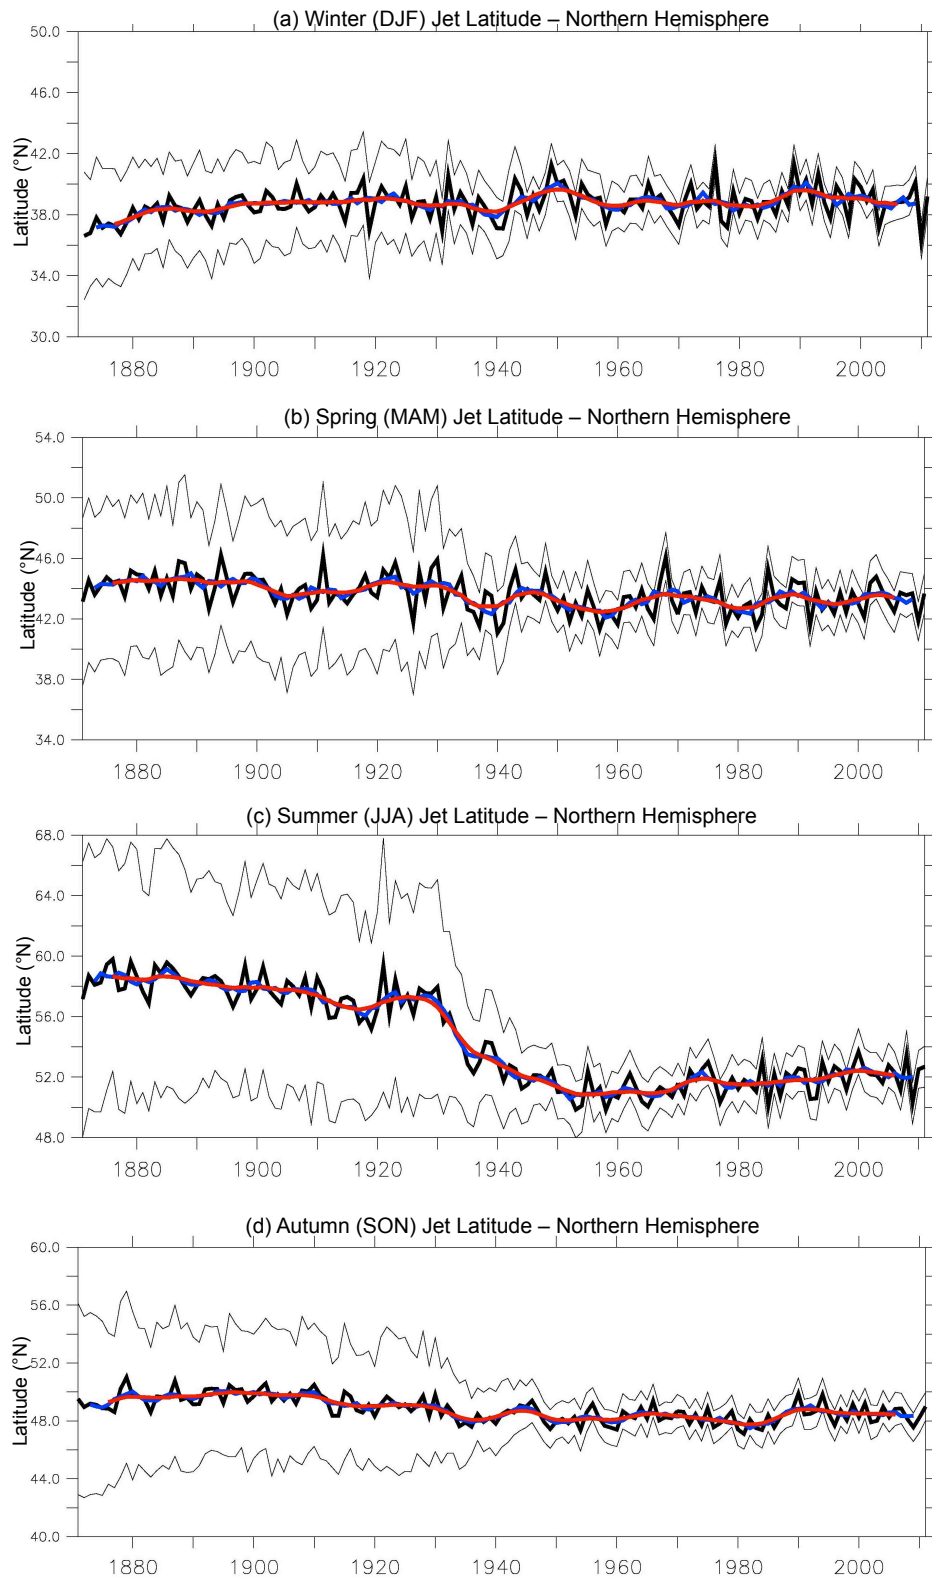 (a) Winter (DJF) Jet Latitude – Northern Hemisphere
50.0
46.0
42.0
38.0
34.0
30.0
Latitude (°N)
1880 1900 1920 1940 1960 1980 2000
(b) Spring (MAM) Jet Latitude – Northern Hemisphere
54.0
50.0
46.0
42.0
38.0
34.0
Latitude (°N)
1880 1900 1920 1940 1960 1980 2000
(c) Summer (JJA) Jet Latitude – Northern Hemisphere
68.0
64.0
60.0
56.0
52.0
48.0
Latitude (°N)
1880 1900 1920 1940 1960 1980 2000
(d) Autumn (SON) Jet Latitude – Northern Hemisphere
60.0
56.0
52.0
48.0
44.0
40.0
Latitude (°N)
1880 1900 1920 1940 1960 1980 2000